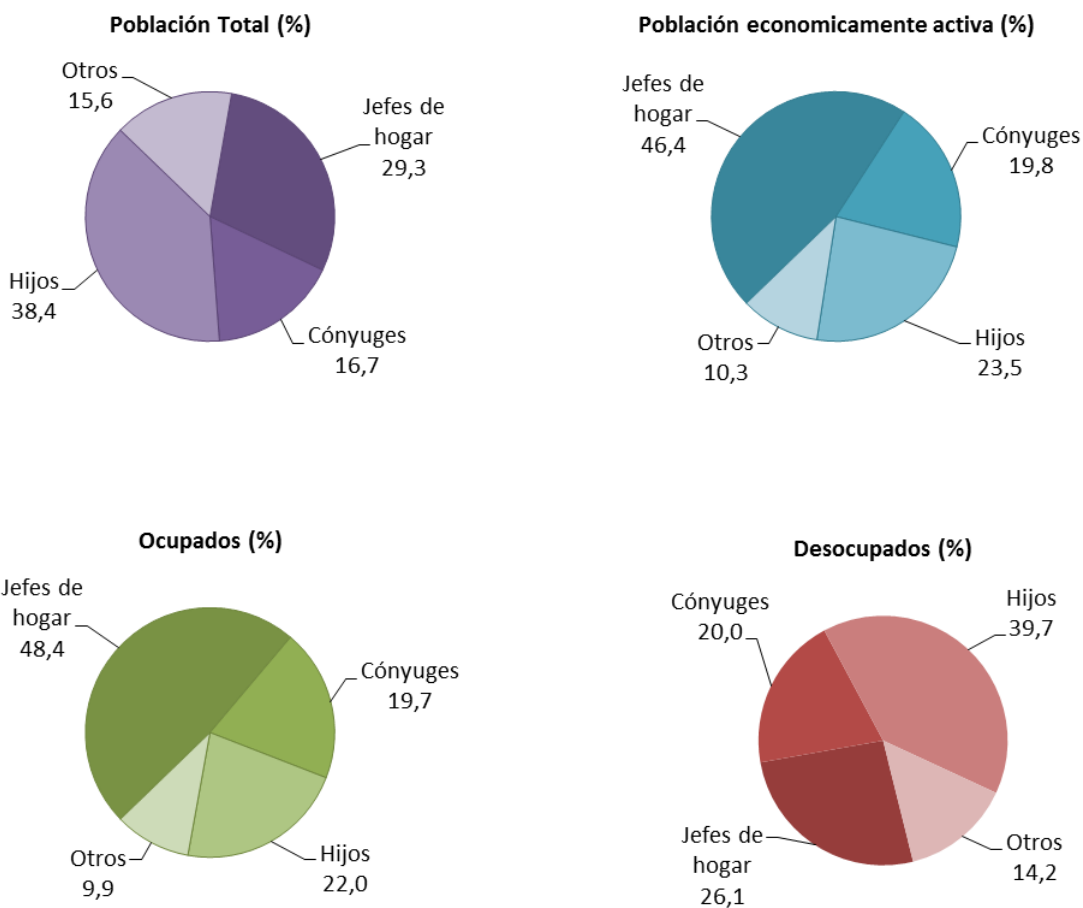 Población Total (%)
Otros
15,6
Jefes de
hogar
29,3
Hijos
38,4
Cónyuges
16,7
Población economicamente activa (%)
Jefes de
hogar
46,4
Cónyuges
19,8
Otros
10,3
Hijos
23,5
Ocupados (%)
Jefes de
hogar
48,4
Cónyuges
19,7
Otros
9,9
Hijos
22,0
Desocupados (%)
Cónyuges
20,0
Hijos
39,7
Jefes de
hogar
26,1
Otros
14,2